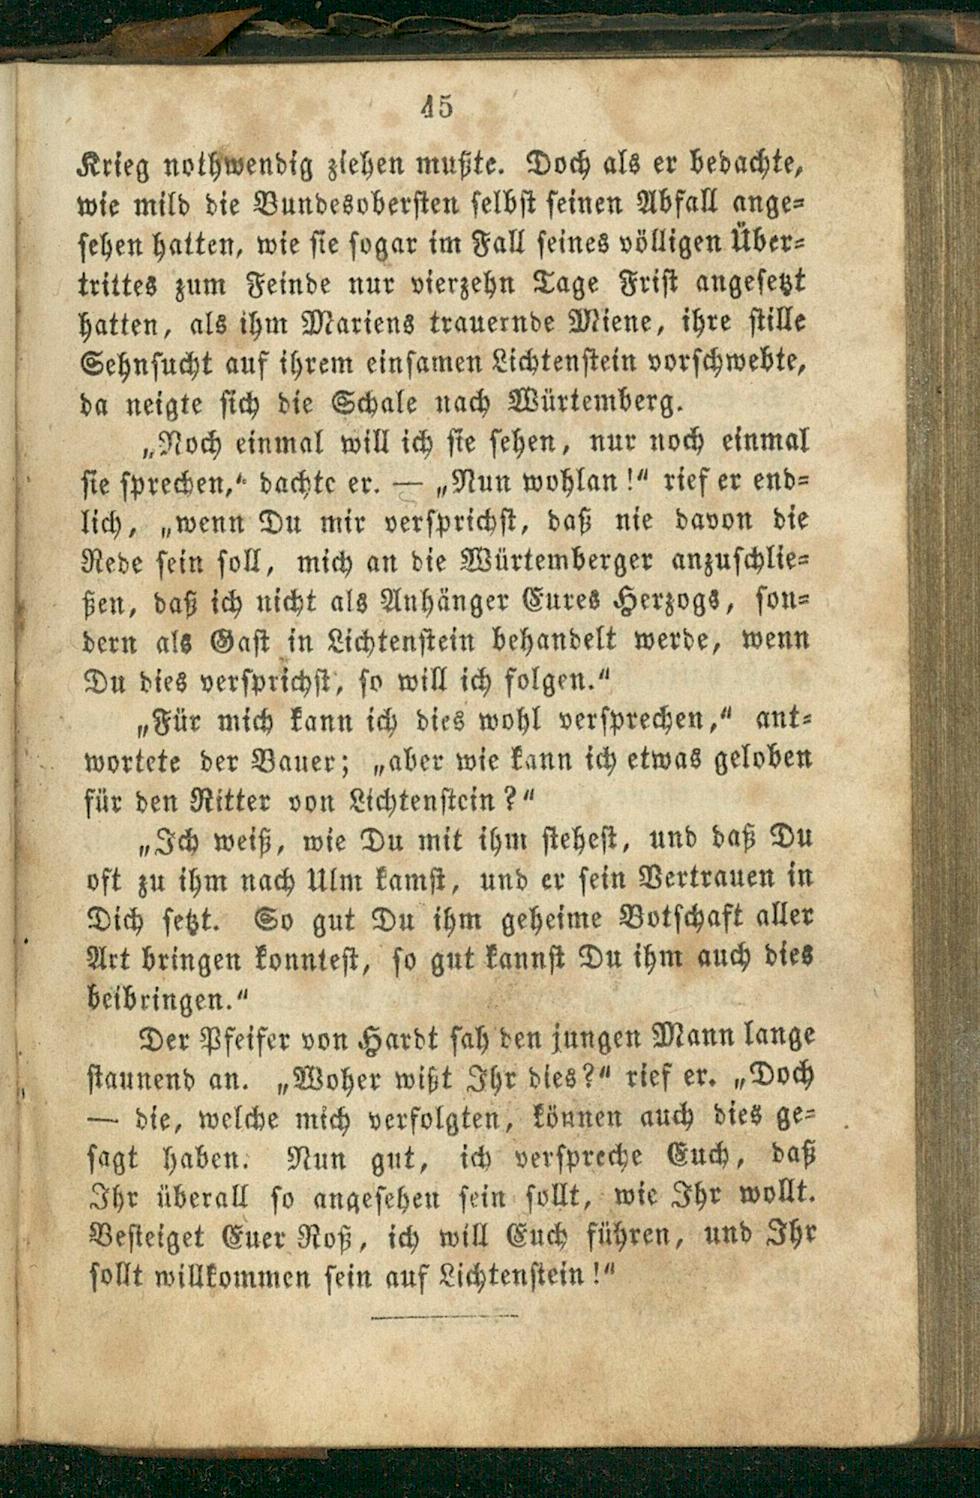 45
Krieg nothwendig ziehen mußte. Doch als er bedachte,
wie mild die Bundesobersten selbst seinen Abfall ange=
sehen hatten, wie sie sogar im Fall seines völligen Über=
trittes zum Feinde nur vierzehn Tage Frist angesetzt
hatten, als ihm Mariens trauernde Miene, ihre stille
Sehnsucht auf ihrem einsamen Lichtenstein vorschwebte,
da neigte sich die Schale nach Würtemberg.
„Noch einmal will ich sie sehen, nur noch einmal
sie sprechen,“ dachte er. — „Nun wohlan!“ rief er end=
lich, „wenn Du mir versprichst, daß nie davon die
Rede sein soll, mich an die Würtemberger anzuschlie=
ßen, daß ich nicht als Anhänger Eures Herzogs, son=
dern als Gast in Lichtenstein behandelt werde, wenn
Du dies versprichst, so will ich folgen.“
„Für mich kann ich dies wohl versprechen,“ ant=
wortete der Bauer; „aber wie kann ich etwas geloben
für den Ritter von Lichtenstein?“
„Ich weiß, wie Du mit ihm stehest, und daß Du
oft zu ihm nach Ulm kamst, und er sein Vertrauen in
Dich setzt. So gut Du ihm geheime Botschaft aller
Art bringen konntest, so gut kannst Du ihm auch dies
beibringen.“
Der Pfeifer von Hardt sah den jungen Mann lange
staunend an. „Woher wißt Ihr dies?“ rief er. „Doch
— die, welche mich verfolgten, können auch dies ge=
sagt haben. Nun gut, ich verspreche Euch, daß
Ihr überall so angesehen sein sollt, wie Ihr wollt.
Besteiget Euer Roß, ich will Euch führen, und Ihr
sollt willkommen sein auf Lichtenstein!“